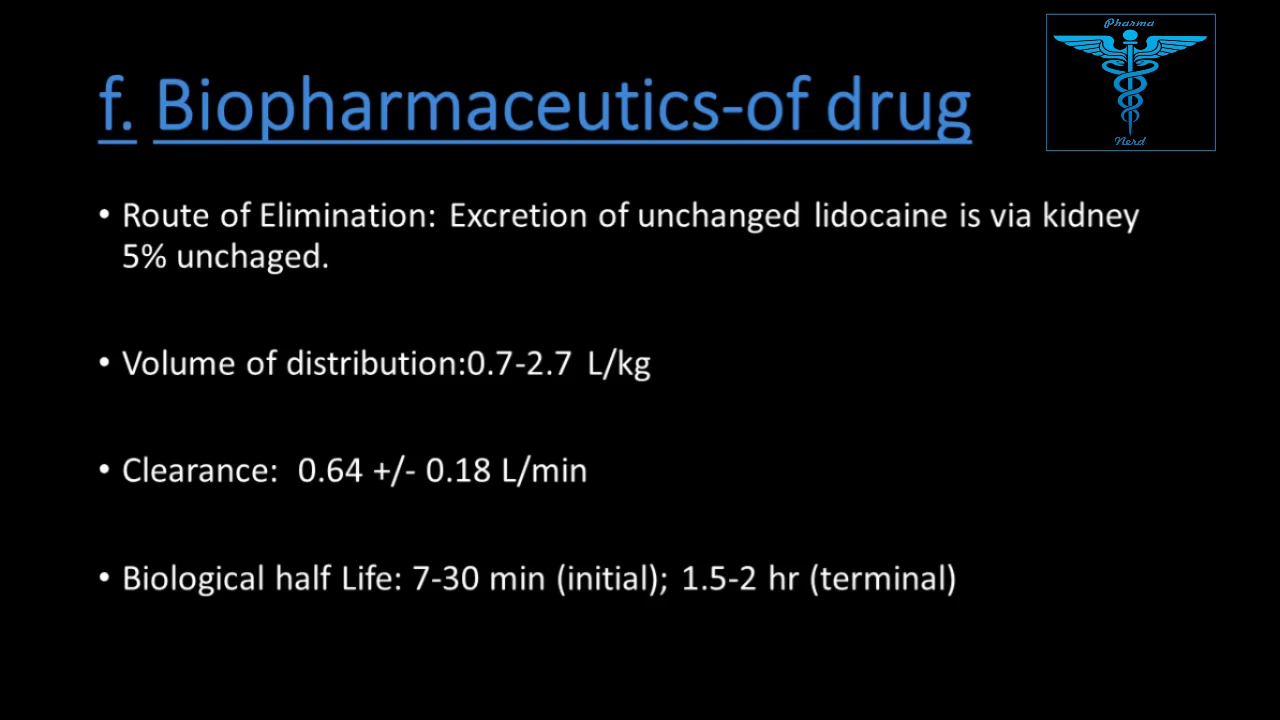 Pharma
Nerd
f. Biopharmaceutics-of drug
• Route of Elimination: Excretion of unchanged lidocaine is via kidney
5% unchaged.
• Volume of distribution:0.7-2.7 L/kg
• Clearance: 0.64 +/- 0.18 L/min
• Biological half Life: 7-30 min (initial); 1.5-2 hr (terminal)